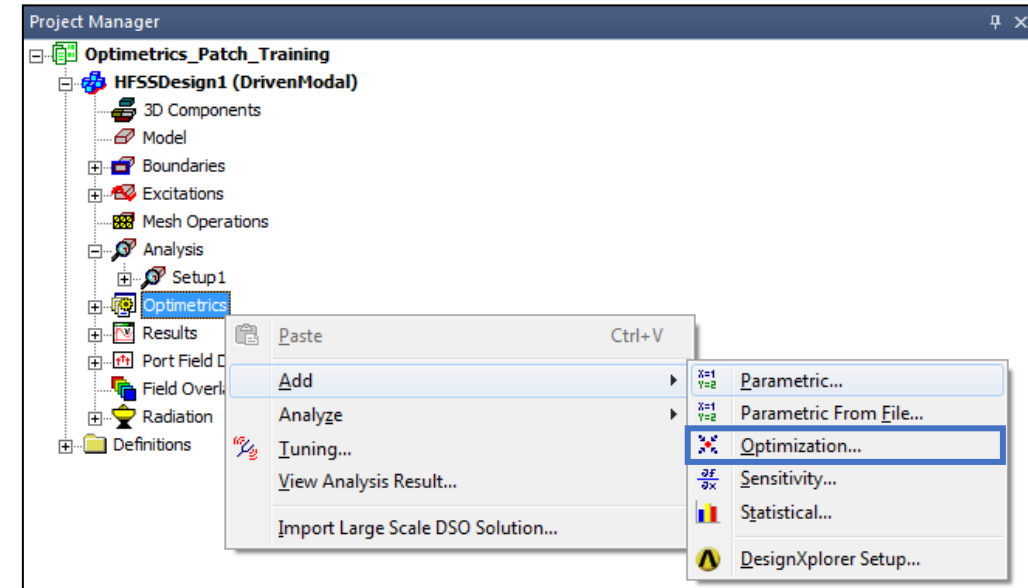 Project Manager
Optimetrics_Patch_Training
HFSSDesign1 (DrivenModal)
3D Components
Model
Boundaries
Excitations
Mesh Operations
Analysis
Setup1
Optimetrics
Results
Port Field D
Field Overla
Radiation
Definitions
Paste Ctrl+V
Add
Analyze
Tuning...
View Analysis Result...
Import Large Scale DSO Solution...
Parametric...
Parametric From File...
Optimization...
Sensitivity...
Statistical...
DesignXplorer Setup...